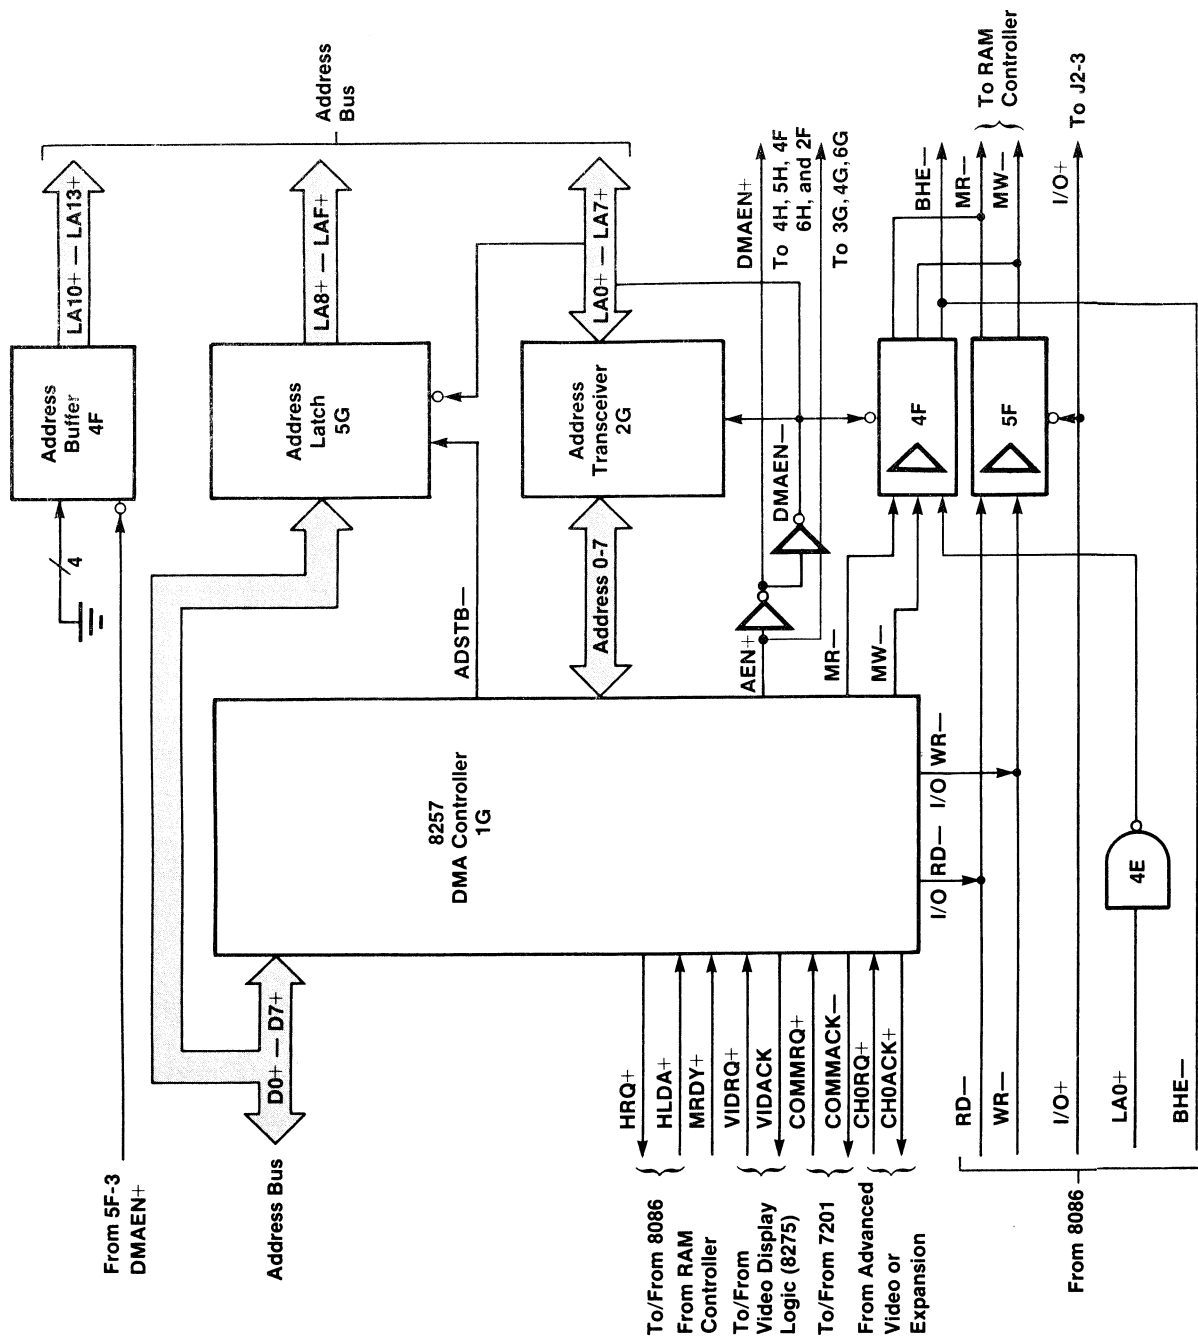 From 5F-3
DMAEN+
4
Address
Buffer
4F
LA10+ — LA13+
Address Bus
D0+ — D7+
Address
Latch
5G
LA8+ — LAF+
Address
Bus
8257
DMA Controller
1G
ADSTB—
Address 0-7
Address
Transceiver
2G
LA0+ — LA7+
To/From 8086
HRQ+
HLDA+
From RAM
Controller
MRDY+
To/From
Video Display
Logic (8275)
VIDRQ+
VIDACK
To/From 7201
COMMRQ+
COMMACK—
From Advanced
Video or
Expansion
CH0RQ+
CH0ACK+
AEN+
DMAEN—
DMAEN+
To 4H, 5H, 4F
6H, and 2F
To 3G, 4G, 6G
MR—
MW—
4F
5F
BHE—
MR—
MW—
To RAM
Controller
I/O RD—
I/O WR—
I/O+
To J2-3
From 8086
RD—
WR—
I/O+
LA0+
BHE—
4E